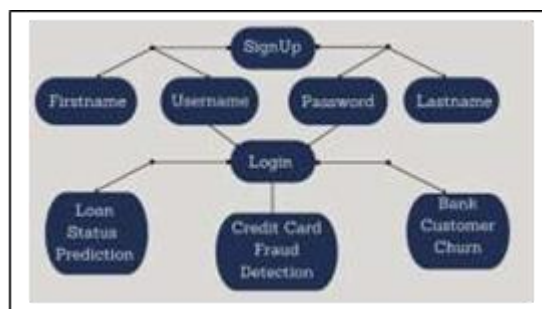 SignUp
Firstname
Username
Password
Lastname
Login
Loan
Status
Prediction
Credit Card
Fraud
Detection
Bank
Customer
Churn